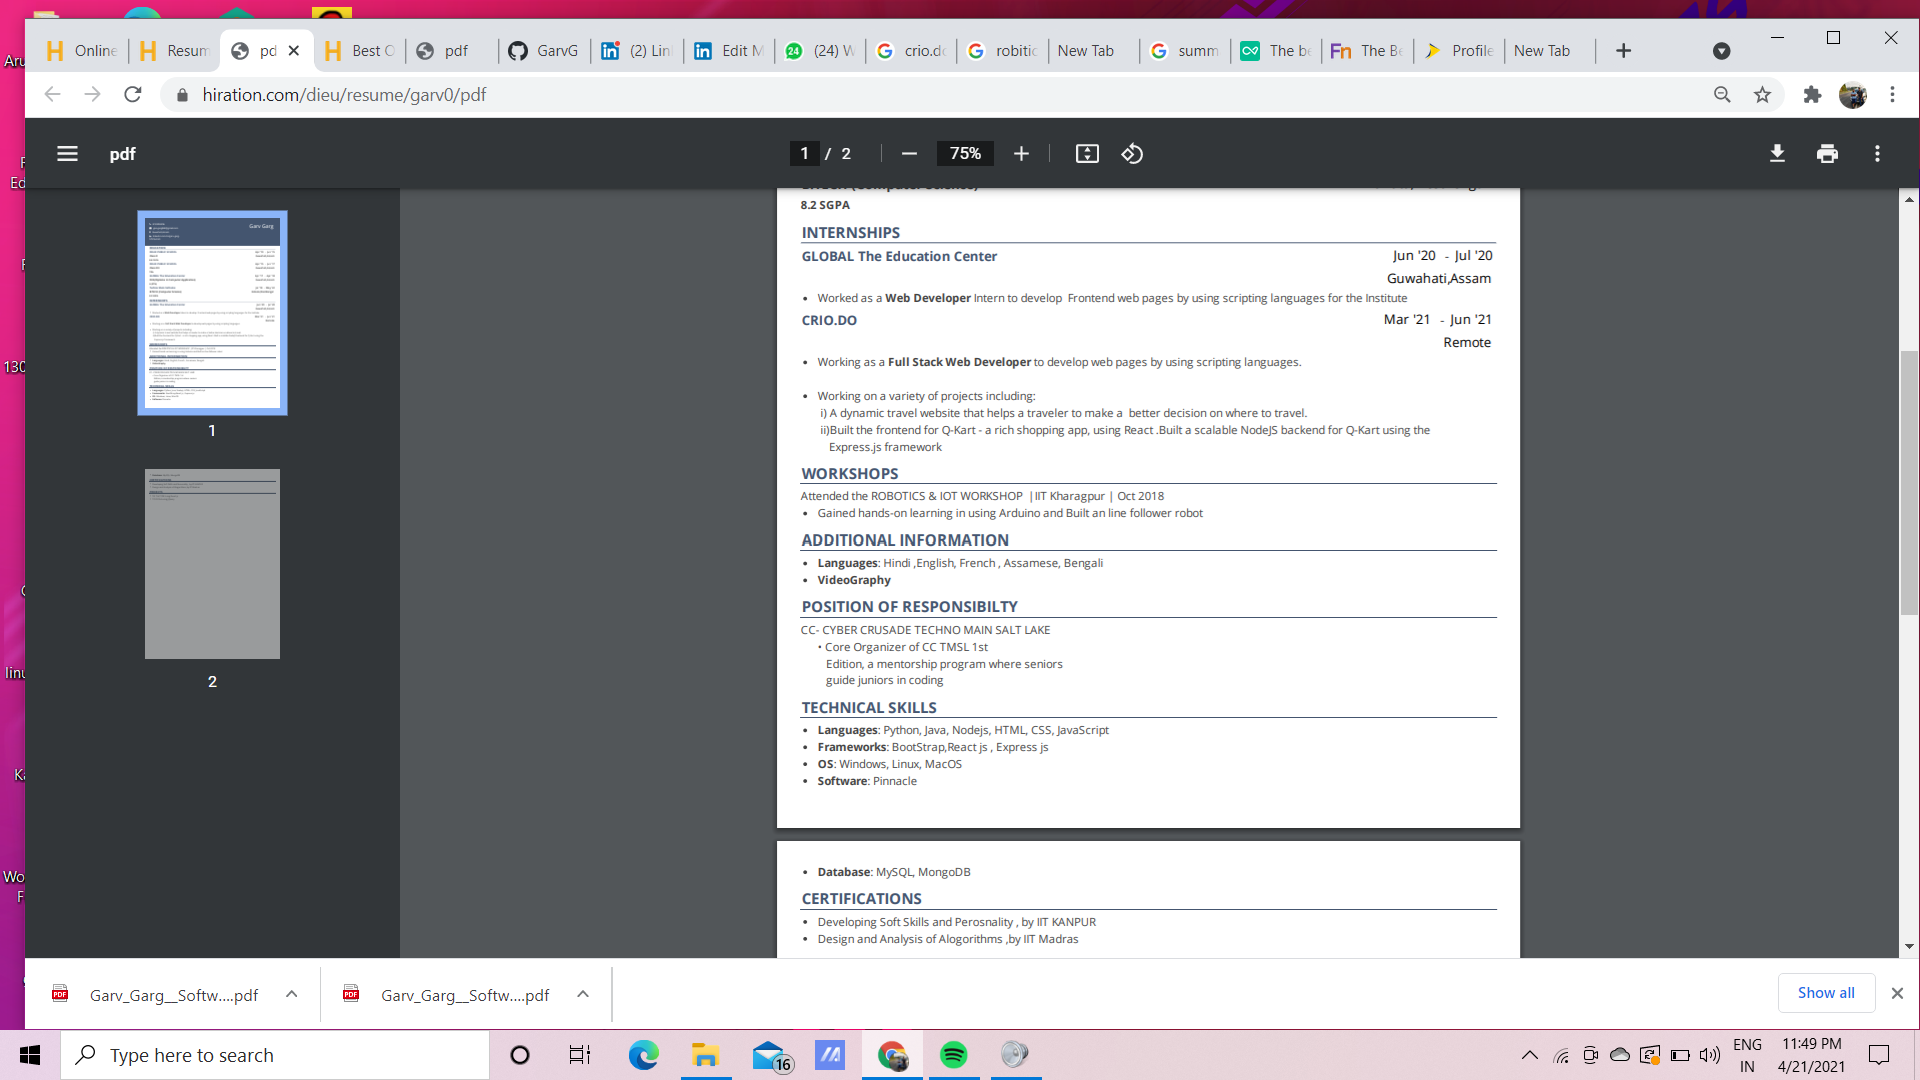 Online
Resum
pd
Best O
pdf
GarvG
(2) Lin
Edit M
(24) W
crio.do
robitic
New Tab
summ
The be
The Be
Profile
New Tab
hiration.com/dieu/resume/garv0/pdf
pdf
1 / 2
75%
8.2 SGPA
INTERNSHIPS
GLOBAL The Education Center
Jun '20 - Jul '20
Guwahati,Assam
• Worked as a Web Developer Intern to develop Frontend web pages by using scripting languages for the Institute
CRIO.DO
Mar '21 - Jun '21
Remote
• Working as a Full Stack Web Developer to develop web pages by using scripting languages.
• Working on a variety of projects including:
i) A dynamic travel website that helps a traveler to make a better decision on where to travel.
ii)Built the frontend for Q-Kart - a rich shopping app, using React .Built a scalable NodeJS backend for Q-Kart using the
Express.js framework
WORKSHOPS
Attended the ROBOTICS & IOT WORKSHOP |IIT Kharagpur | Oct 2018
• Gained hands-on learning in using Arduino and Built an line follower robot
ADDITIONAL INFORMATION
• Languages: Hindi ,English, French , Assamese, Bengali
• VideoGraphy
POSITION OF RESPONSIBILTY
CC- CYBER CRUSADE TECHNO MAIN SALT LAKE
• Core Organizer of CC TMSL 1st
Edition, a mentorship program where seniors
guide juniors in coding
TECHNICAL SKILLS
• Languages: Python, Java, Nodejs, HTML, CSS, JavaScript
• Frameworks: BootStrap,React js , Express js
• OS: Windows, Linux, MacOS
• Software: Pinnacle
• Database: MySQL, MongoDB
CERTIFICATIONS
• Developing Soft Skills and Perosnality , by IIT KANPUR
• Design and Analysis of Alogorithms ,by IIT Madras
Garv Garg
1
2
Garv_Garg__Softw....pdf
Garv_Garg__Softw....pdf
Show all
Type here to search
16
ENG
IN
11:49 PM
4/21/2021